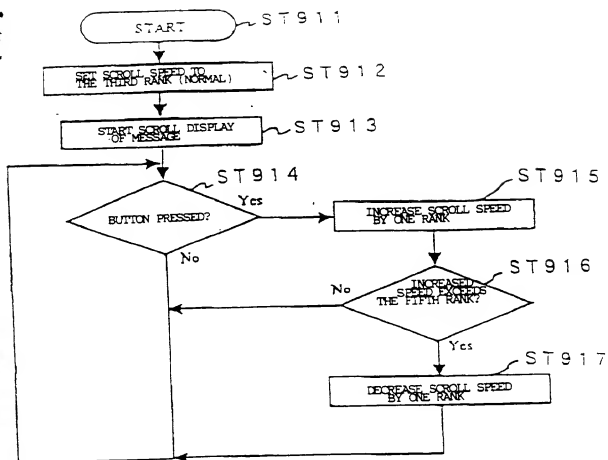 START
ST911
SET SCROLL SPEED TO
THE THIRD RANK (NORMAL)
ST912
START SCROLL DISPLAY
OF MESSAGE
ST913
ST914
BUTTON PRESSED?
Yes
No
ST915
INCREASE SCROLL SPEED
BY ONE RANK
ST916
INCREASED
SPEED EXCEEDS
THE FIFTH RANK?
No
Yes
ST917
DECREASE SCROLL SPEED
BY ONE RANK